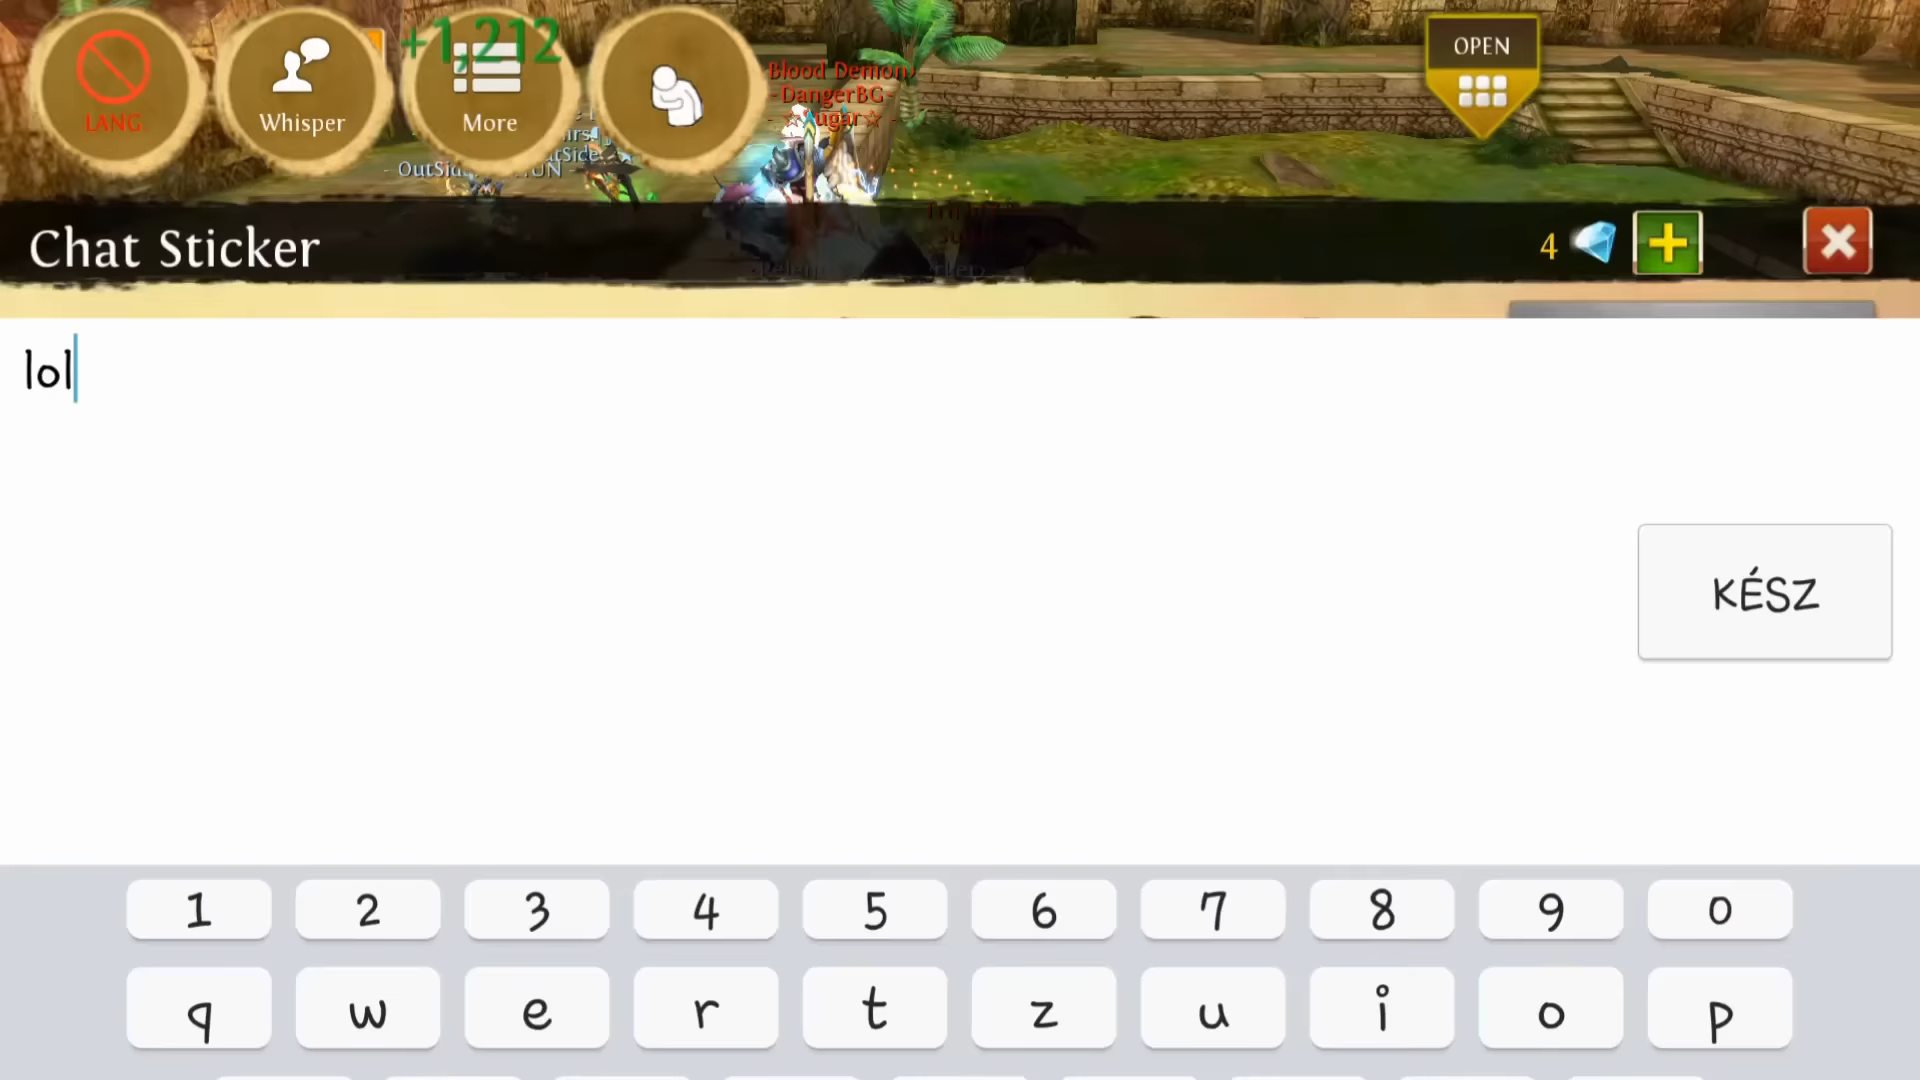 +1,212
LANG
Whisper
More
OPEN
Blood Demon
-DangerBG-
Chat Sticker
4
lol
KÉSZ
1 2 3 4 5 6 7 8 9 0
q w e r t z u i o p